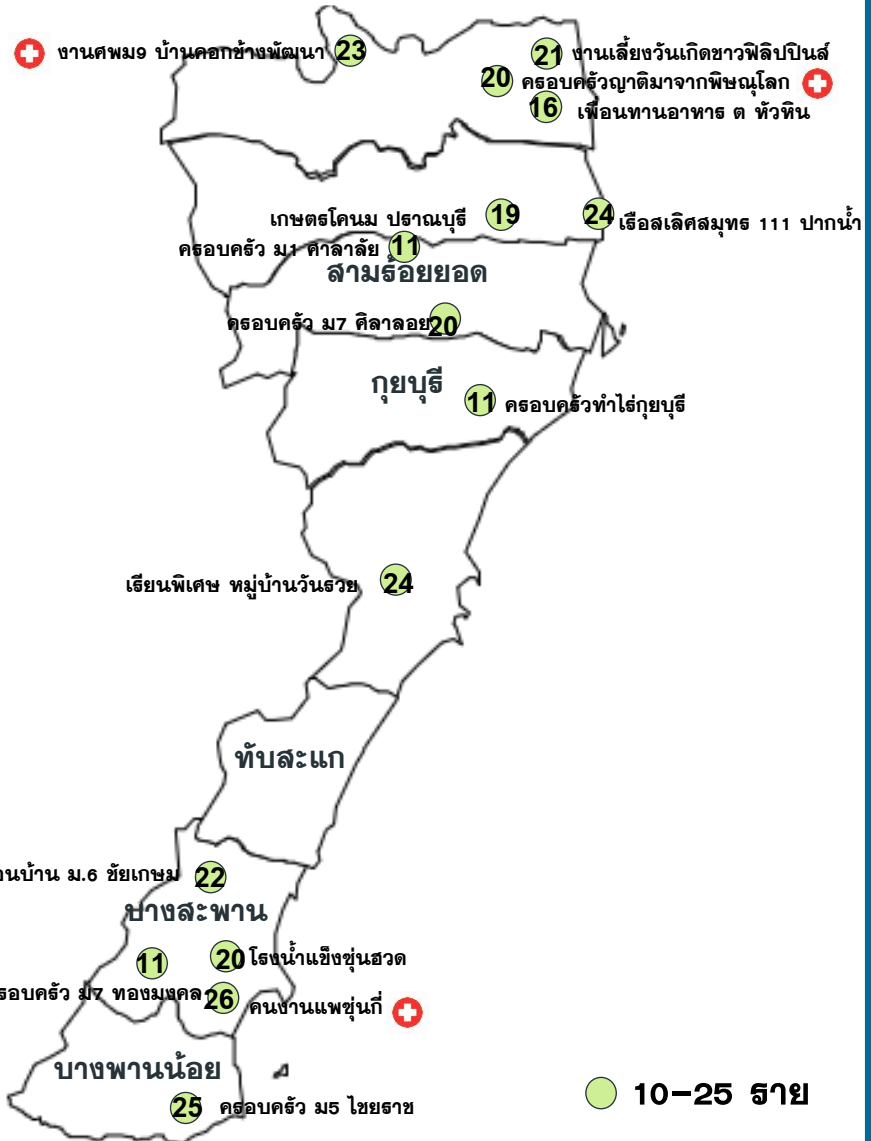 งานศพม9 บ้านคอกช้างพัฒนา 23
21 งานเลี้ยงวันเกิดชาวฟิลิปปินส์
20 ครอบครัวญาติมาจากพิษณุโลก
16 เพื่อนทานอาหาร ต หัวหิน
เกษตรโคนม ปราณบุรี 19
24 เรือสเลิศสมุทร 111 ปากน้ำ
ครอบครัว ม1 ศาลาลัย 11
สามร้อยยอด
ครอบครัว ม7 ศิลาลอย 20
กุยบุรี
11 ครอบครัวทำไร่กุยบุรี
เรียนพิเศษ หมู่บ้านวันรวย 24
ทับสะแก
อนบ้าน ม.6 ชัยเกษม 22
บางสะพาน
11
20 โรงน้ำแข็งซุ่นฮวด
รอบครัว ม7 ทองมงคล
26 คนงานแพซุ่นกี่
บางพานน้อย
25 ครอบครัว ม5 ไชยราช
10-25 ราย